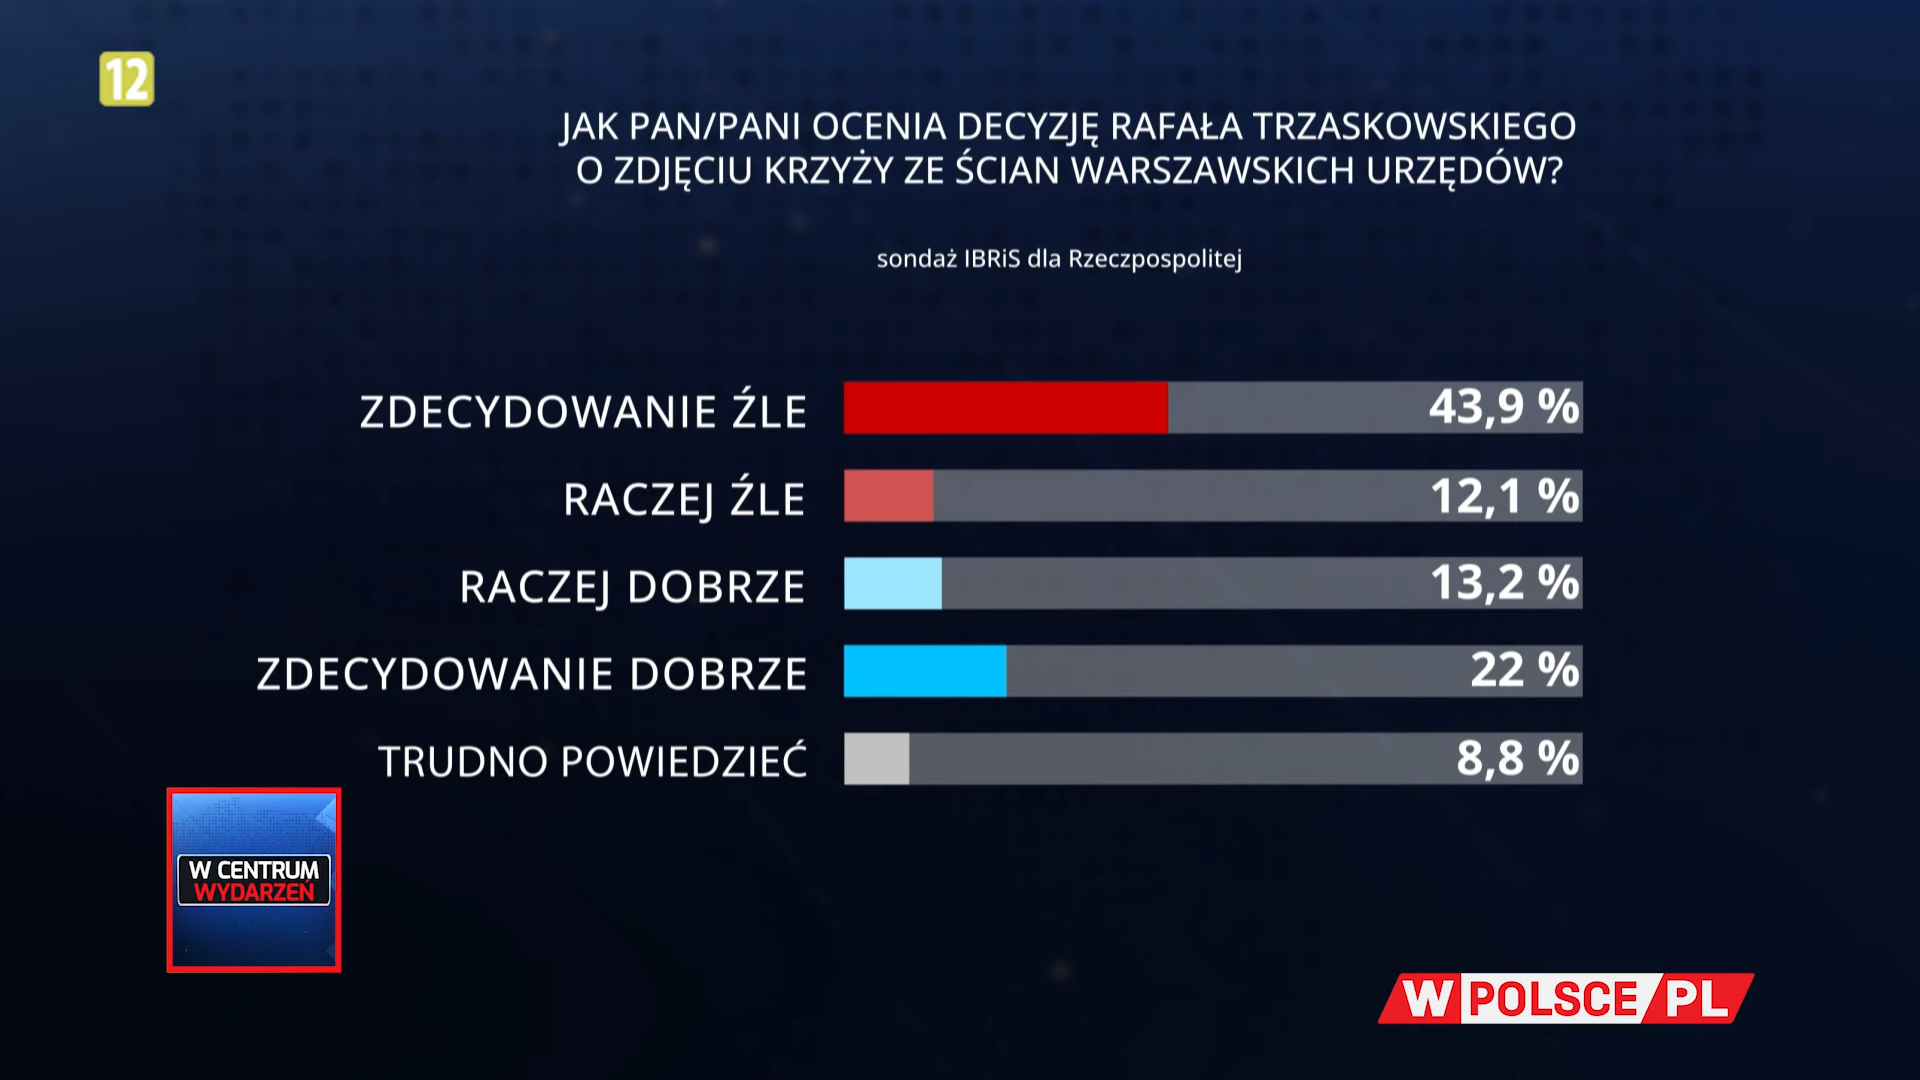 12
JAK PAN/PANI OCENIA DECYZJĘ RAFAŁA TRZASKOWSKIEGO
O ZDJĘCIU KRZYŻY ZE ŚCIAN WARSZAWSKICH URZĘDÓW?
sondaż IBRiS dla Rzeczpospolitej
ZDECYDOWANIE ŹLE 43,9 %
RACZEJ ŹLE 12,1 %
RACZEJ DOBRZE 13,2 %
ZDECYDOWANIE DOBRZE 22 %
TRUDNO POWIEDZIEĆ 8,8 %
W CENTRUM
WYDARZEŃ
W POLSCE/PL